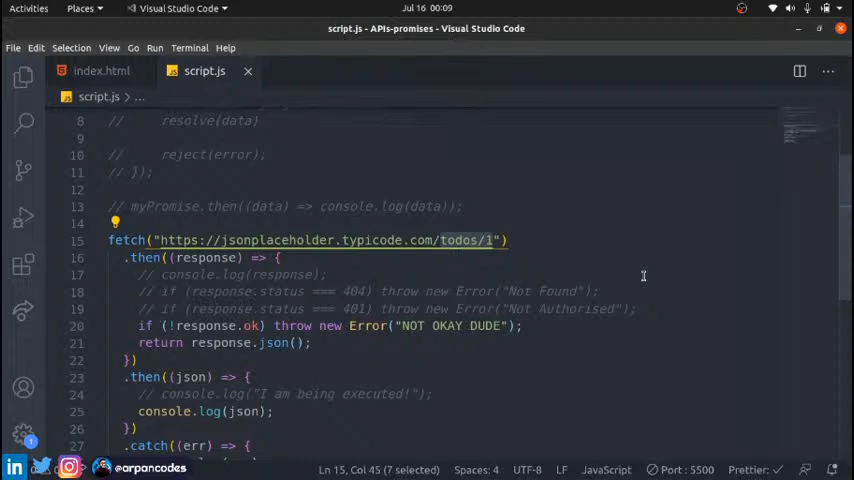 Activities Places Visual Studio Code Jul 16 00:09
script.js - APIs-promises - Visual Studio Code
File Edit Selection View Go Run Terminal Help
index.html script.js
script.js > ...
8 // resolve(data)
9
10 // reject(error);
11 // });
12
13 // myPromise.then((data) => console.log(data));
14
15 fetch("https://jsonplaceholder.typicode.com/todos/1")
16 .then((response) => {
17 // console.log(response);
18 // if (response.status === 404) throw new Error("Not Found");
19 // if (response.status === 401) throw new Error("Not Authorised");
20 if (!response.ok) throw new Error("NOT OKAY DUDE");
21 return response.json();
22 })
23 .then((json) => {
24 // console.log("I am being executed!");
25 console.log(json);
26 })
27 .catch((err) => {
1
in @arpancodes Ln 15, Col 45 (7 selected) Spaces: 4 UTF-8 LF JavaScript Port : 5500 Prettier: ✓